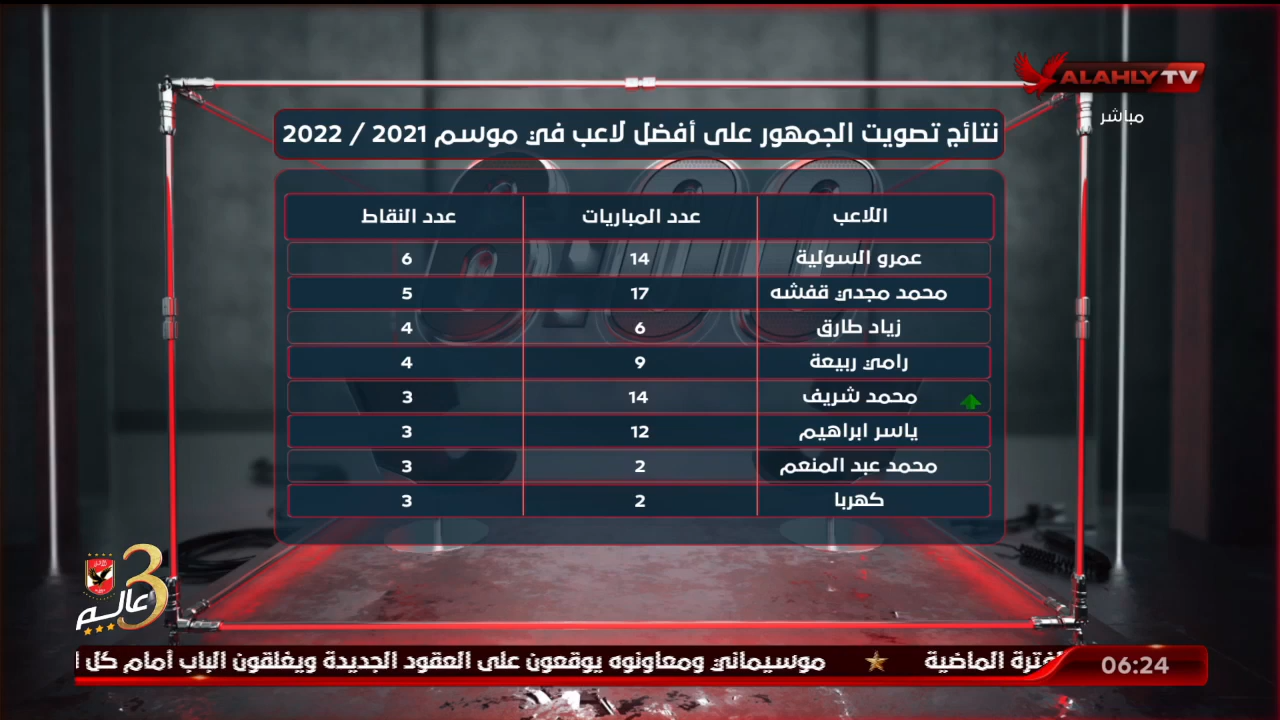 ALAHLY TV
مباشر
نتائج تصويت الجمهور على أفضل لاعب في موسم 2021 / 2022
اللاعب عدد المباريات عدد النقاط
عمرو السولية 14 6
محمد مجدي قفشه 17 5
زياد طارق 6 4
رامي ربيعة 9 4
محمد شريف 14 3
ياسر ابراهيم 12 3
محمد عبد المنعم 2 3
كهربا 2 3
3 عالم
06:24
لفترة الماضية ★ موسيماني ومعاونوه يوقعون على العقود الجديدة ويغلقون الباب أمام كل ا